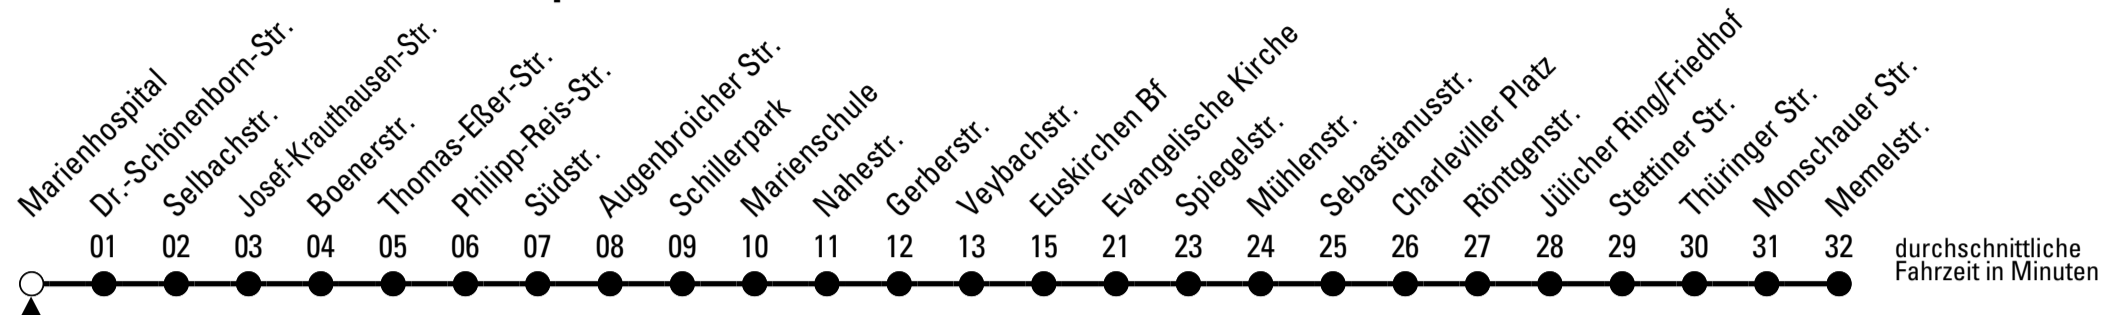 Marienhospital
Dr.-Schönenborn-Str.
Selbachstr.
Josef-Krauthausen-Str.
Boenerstr.
Thomas-Eßer-Str.
Philipp-Reis-Str.
Südstr.
Augenbroicher Str.
Schillerpark
Marienschule
Nahestr.
Gerberstr.
Veybachstr.
Euskirchen Bf
Evangelische Kirche
Spiegelstr.
Mühlenstr.
Sebastianusstr.
Charleviller Platz
Röntgenstr.
Jülicher Ring/Friedhof
Stettiner Str.
Thüringer Str.
Monschauer Str.
Memelstr.
01 02 03 04 05 06 07 08 09 10 11 12 13 15 21 23 24 25 26 27 28 29 30 31 32
durchschnittliche
Fahrzeit in Minuten